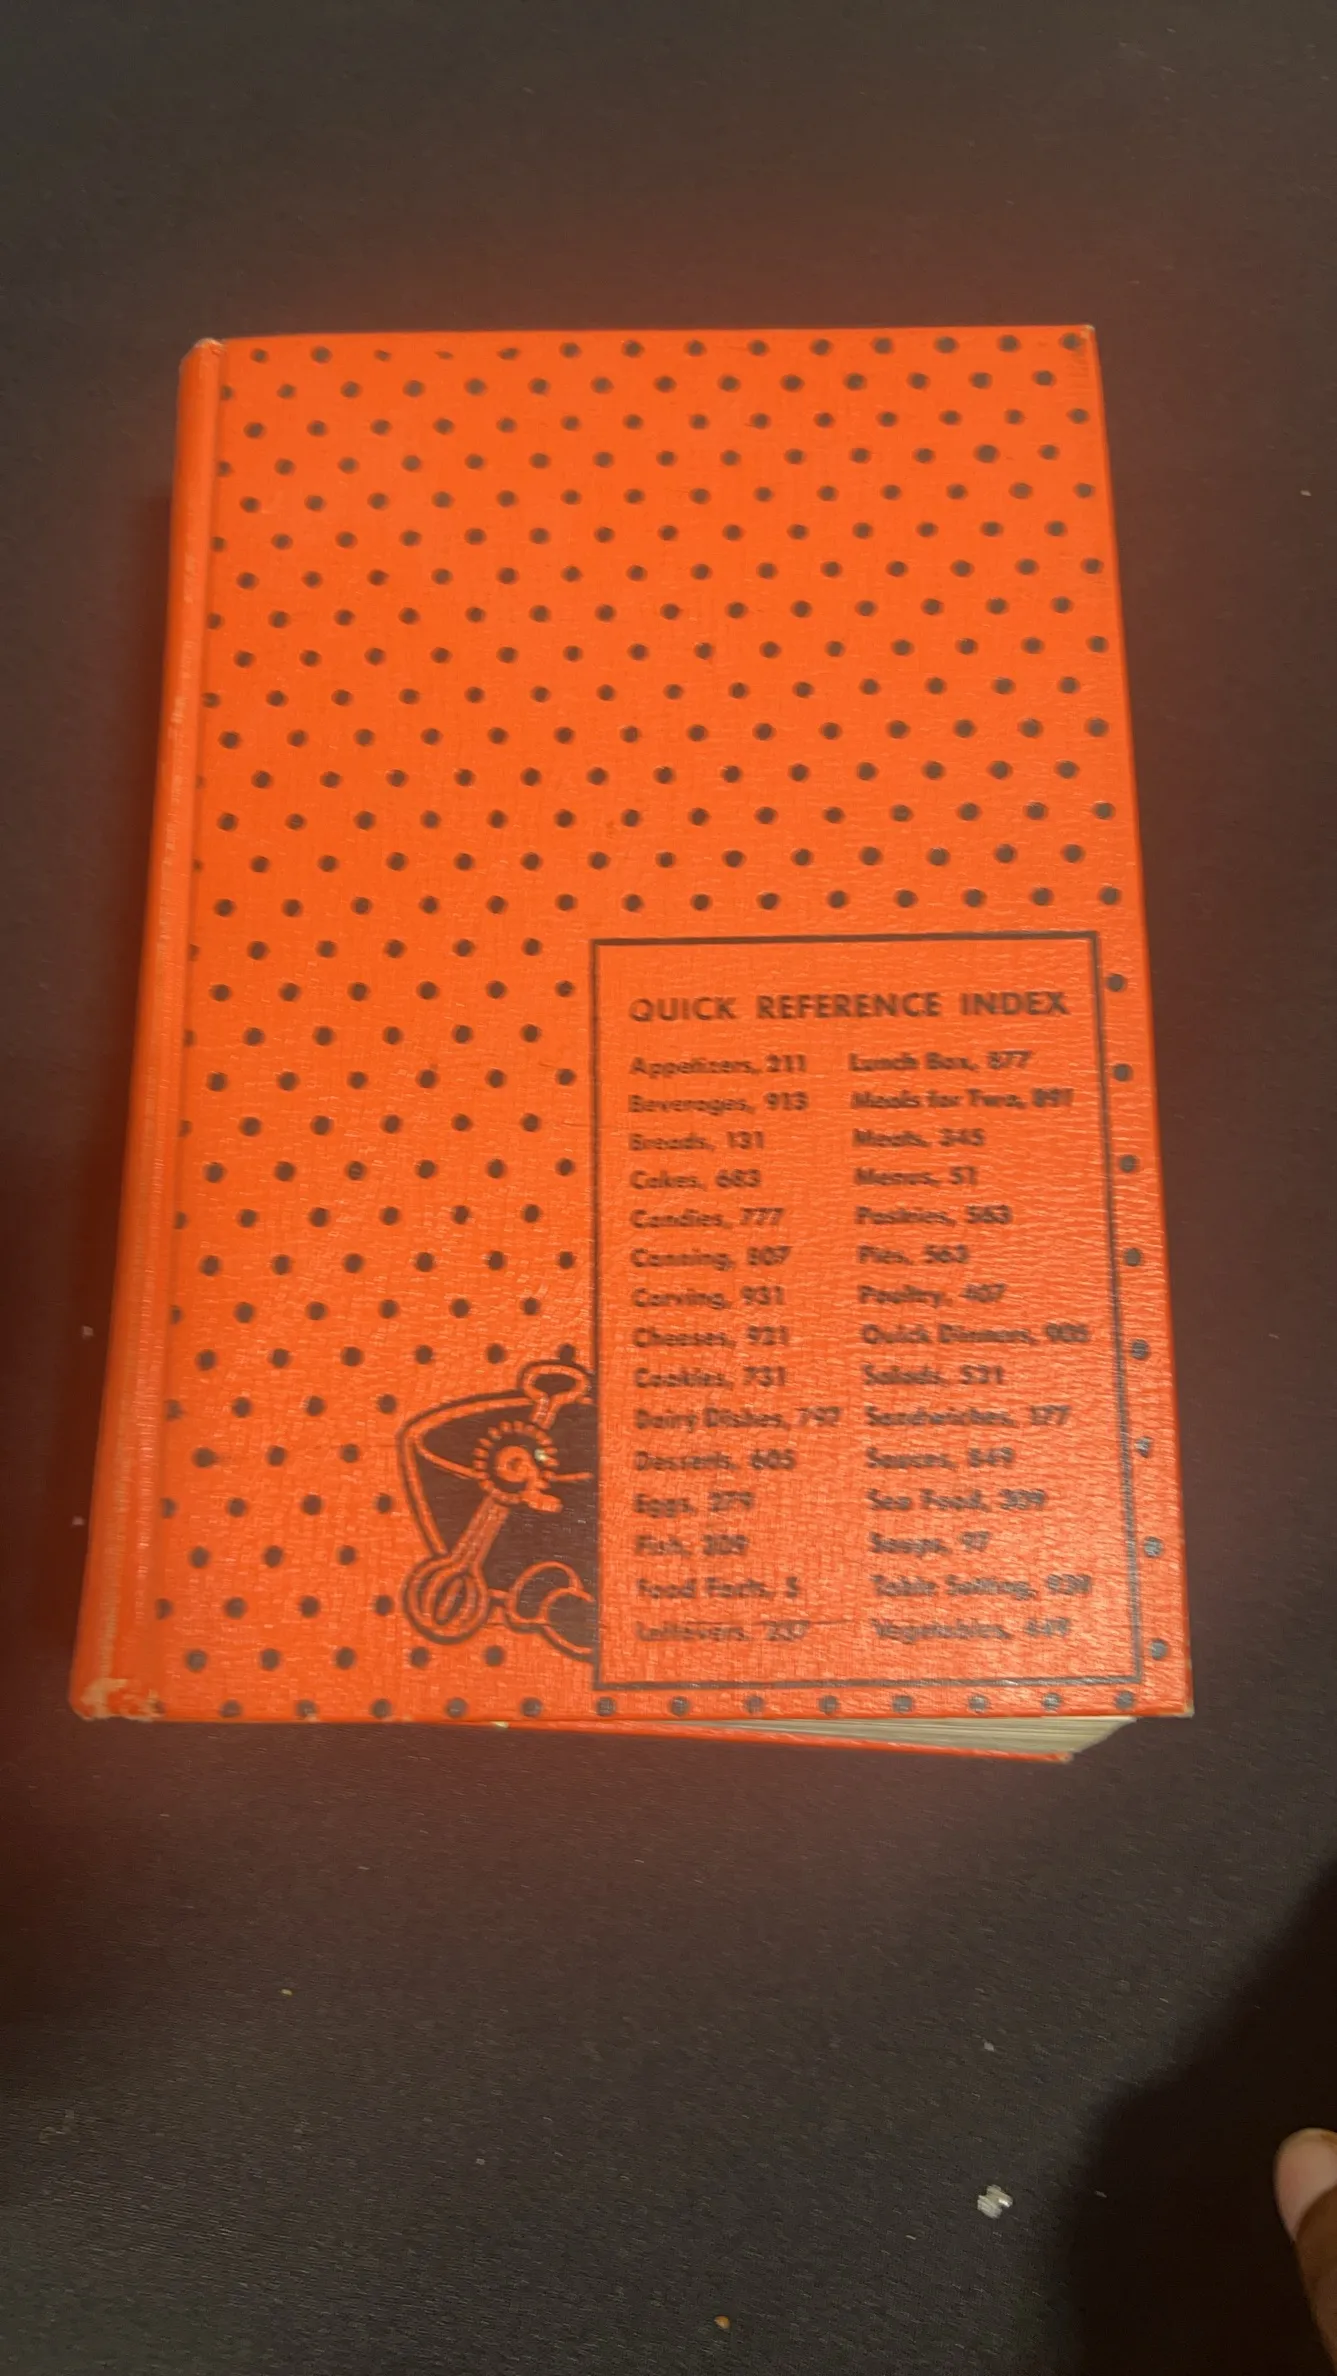 QUICK REFERENCE INDEX
Appetizers, 211
Beverages, 913
Breads, 131
Cakes, 683
Candies, 777
Canning, 807
Carving, 931
Cheeses, 921
Cookies, 731
Dairy Dishes, 797
Desserts, 605
Eggs, 279
Fish, 309
Food Facts, 5
Leftovers, 237
Lunch Box, 877
Meals for Two, 891
Meats, 345
Menus, 51
Pastries, 563
Pies, 563
Poultry, 407
Quick Dinners, 905
Salads, 521
Sandwiches, 177
Sauces, 849
Sea Food, 309
Soups, 97
Table Setting, 939
Vegetables, 449